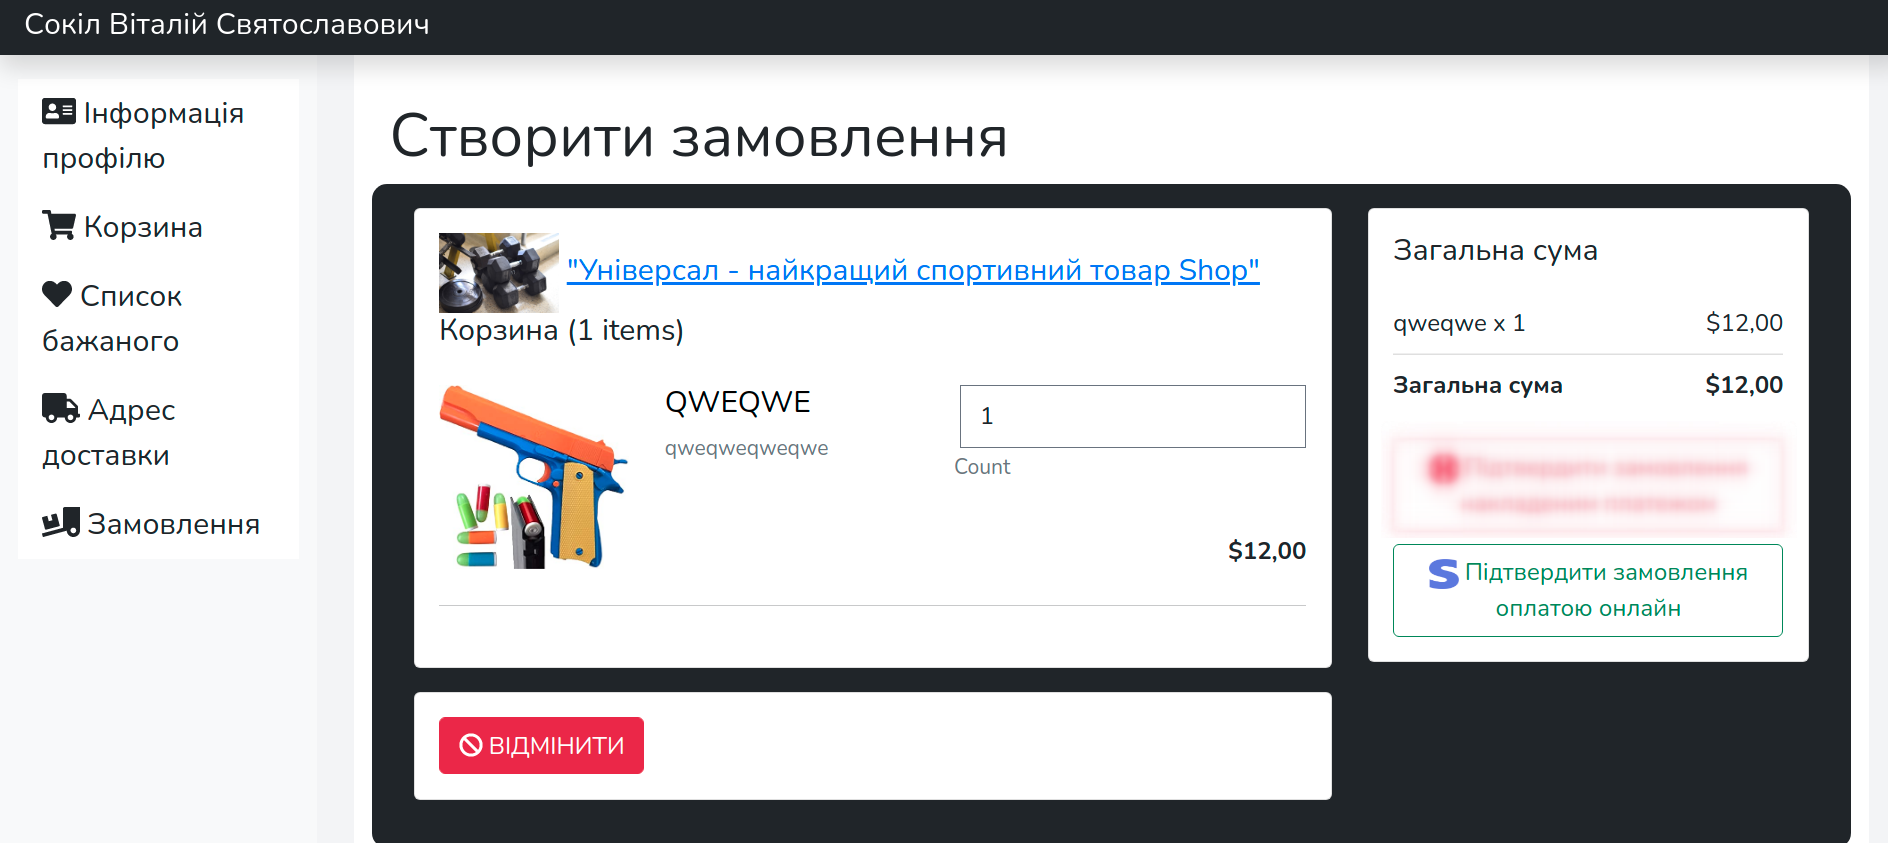 Сокіл Віталій Святославович
Інформація
профілю
Корзина
Список
бажаного
Адрес
доставки
Замовлення
Створити замовлення
"Універсал - найкращий спортивний товар Shop"
Корзина (1 items)
QWEQWE
qweqweqweqwe
1
Count
$12,00
ВІДМІНИТИ
Загальна сума
qweqwe x 1 $12,00
Загальна сума $12,00
Підтвердити замовлення
Підтвердити замовлення
оплатою онлайн